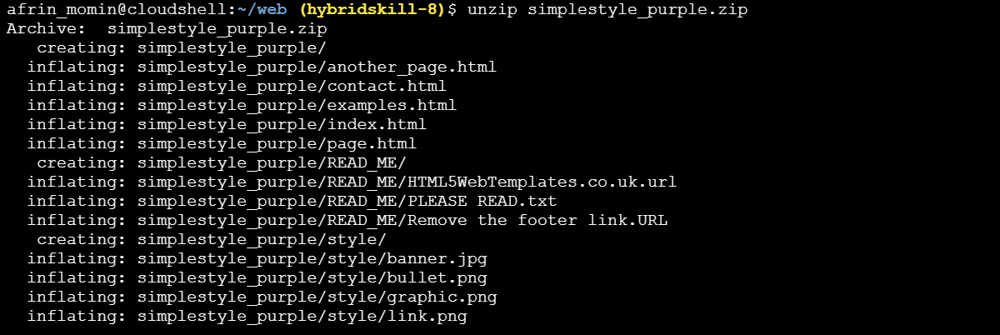 afrin_momin@cloudshell:~/web (hybridskill-8)$ unzip simplestyle_purple.zip
Archive:  simplestyle_purple.zip
   creating: simplestyle_purple/
  inflating: simplestyle_purple/another_page.html
  inflating: simplestyle_purple/contact.html
  inflating: simplestyle_purple/examples.html
  inflating: simplestyle_purple/index.html
  inflating: simplestyle_purple/page.html
   creating: simplestyle_purple/READ_ME/
  inflating: simplestyle_purple/READ_ME/HTML5WebTemplates.co.uk.url
  inflating: simplestyle_purple/READ_ME/PLEASE READ.txt
  inflating: simplestyle_purple/READ_ME/Remove the footer link.URL
   creating: simplestyle_purple/style/
  inflating: simplestyle_purple/style/banner.jpg
  inflating: simplestyle_purple/style/bullet.png
  inflating: simplestyle_purple/style/graphic.png
  inflating: simplestyle_purple/style/link.png